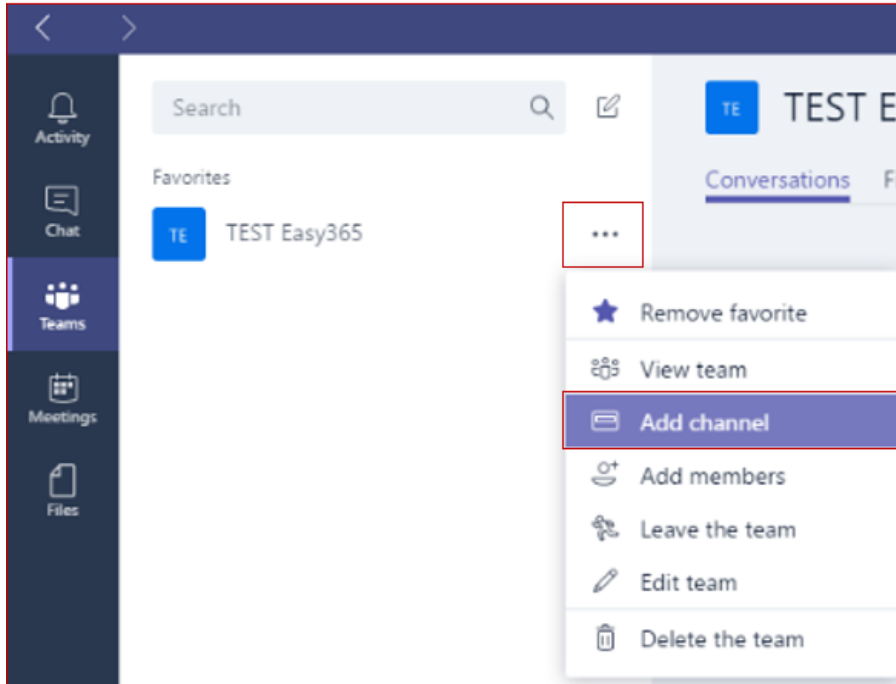 Search
TE
TEST E
Activity
Favorites
Conversations
F
Chat
TE
TEST Easy365
Teams
Remove favorite
View team
Meetings
Add channel
Add members
Files
Leave the team
Edit team
Delete the team